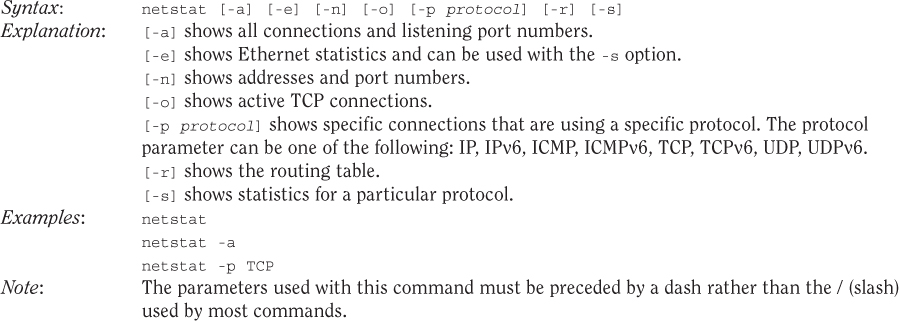 Syntax: netstat [-a] [-e] [-n] [-o] [-p protocol] [-r] [-s]
Explanation: [-a] shows all connections and listening port numbers.
[-e] shows Ethernet statistics and can be used with the -s option.
[-n] shows addresses and port numbers.
[-o] shows active TCP connections.
[-p protocol] shows specific connections that are using a specific protocol. The protocol
parameter can be one of the following: IP, IPv6, ICMP, ICMPv6, TCP, TCPv6, UDP, UDPv6.
[-r] shows the routing table.
[-s] shows statistics for a particular protocol.
Examples: netstat
netstat -a
netstat -p TCP
Note: The parameters used with this command must be preceded by a dash rather than the / (slash)
used by most commands.